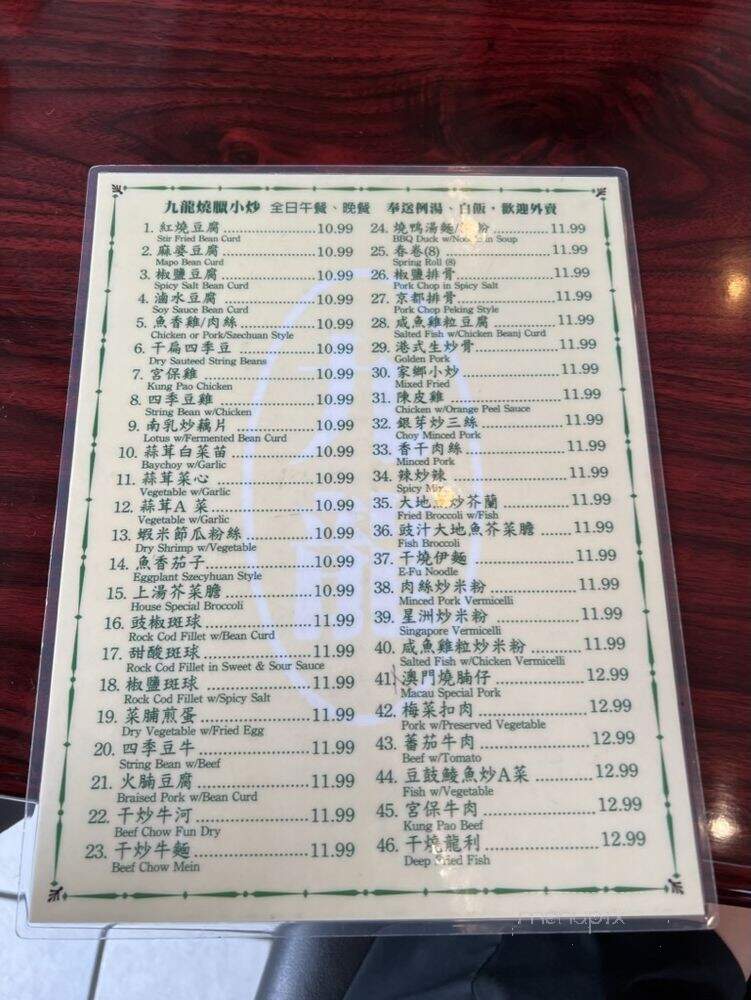 九龍燒臘小炒 全日午餐、晚餐 奉送例湯、白飯，歡迎外賣
1. 紅燒豆腐 10.99
Stir Fried Bean Curd
2. 麻婆豆腐 10.99
Mapo Bean Curd
3. 椒鹽豆腐 10.99
Spicy Salt Bean Curd
4. 滷水豆腐 10.99
Soy Sauce Bean Curd
5. 魚香雞/肉絲 10.99
Chicken or Pork/Szechuan Style
6. 干扁四季豆 10.99
Dry Sauteed String Beans
7. 宮保雞 10.99
Kung Pao Chicken
8. 四季豆雞 10.99
String Bean w/Chicken
9. 南乳炒藕片 10.99
Lotus w/Fermented Bean Curd
10. 蒜茸白菜苗 10.99
Baychoy w/Garlic
11. 蒜茸菜心 10.99
Vegetable w/Garlic
12. 蒜茸A 菜 10.99
Vegetable w/Garlic
13. 蝦米節瓜粉絲 10.99
Dry Shrimp w/Vegetable
14. 魚香茄子 10.99
Eggplant Szecyhuan Style
15. 上湯芥菜膽 10.99
House Special Broccoli
16. 豉椒斑球 11.99
Rock Cod Fillet w/Bean Curd
17. 甜酸斑球 11.99
Rock Cod Fillet in Sweet & Sour Sauce
18. 椒鹽斑球 11.99
Rock Cod Fillet w/Spicy Salt
19. 菜脯煎蛋 11.99
Dry Vegetable w/Fried Egg
20. 四季豆牛 11.99
String Bean w/Beef
21. 火腩豆腐 11.99
Braised Pork w/Bean Curd
22. 干炒牛河 11.99
Beef Chow Fun Dry
23. 干炒牛麵 11.99
Beef Chow Mein
24. 燒鴨湯麵/粉 11.99
BBQ Duck w/Noodle in Soup
25. 春卷(8) 11.99
Spring Roll (8)
26. 椒鹽排骨 11.99
Pork Chop in Spicy Salt
27. 京都排骨 11.99
Pork Chop Peking Style
28. 咸魚雞粒豆腐 11.99
Salted Fish w/Chicken Beanj Curd
29. 港式生炒骨 11.99
Golden Pork
30. 家鄉小炒 11.99
Mixed Fried
31. 陳皮雞 11.99
Chicken w/Orange Peel Sauce
32. 銀芽炒三絲 11.99
Choy Minced Pork
33. 香干肉絲 11.99
Minced Pork
34. 辣炒辣 11.99
Spicy Mix
35. 大地魚炒芥蘭 11.99
Fried Broccoli w/Fish
36. 豉汁大地魚芥菜膽 11.99
Fish Broccoli
37. 干燒伊麵 11.99
E-Fu Noodle
38. 肉絲炒米粉 11.99
Minced Pork Vermicelli
39. 星洲炒米粉 11.99
Singapore Vermicelli
40. 咸魚雞粒炒米粉 11.99
Salted Fish w/Chicken Vermicelli
41. 澳門燒腩仔 12.99
Macau Special Pork
42. 梅菜扣肉 12.99
Pork w/Preserved Vegetable
43. 蕃茄牛肉 12.99
Beef w/Tomato
44. 豆鼓鯪魚炒A菜 12.99
Fish w/Vegetable
45. 宮保牛肉 12.99
Kung Pao Beef
46. 干燒龍利 12.99
Deep Fried Fish
menupix